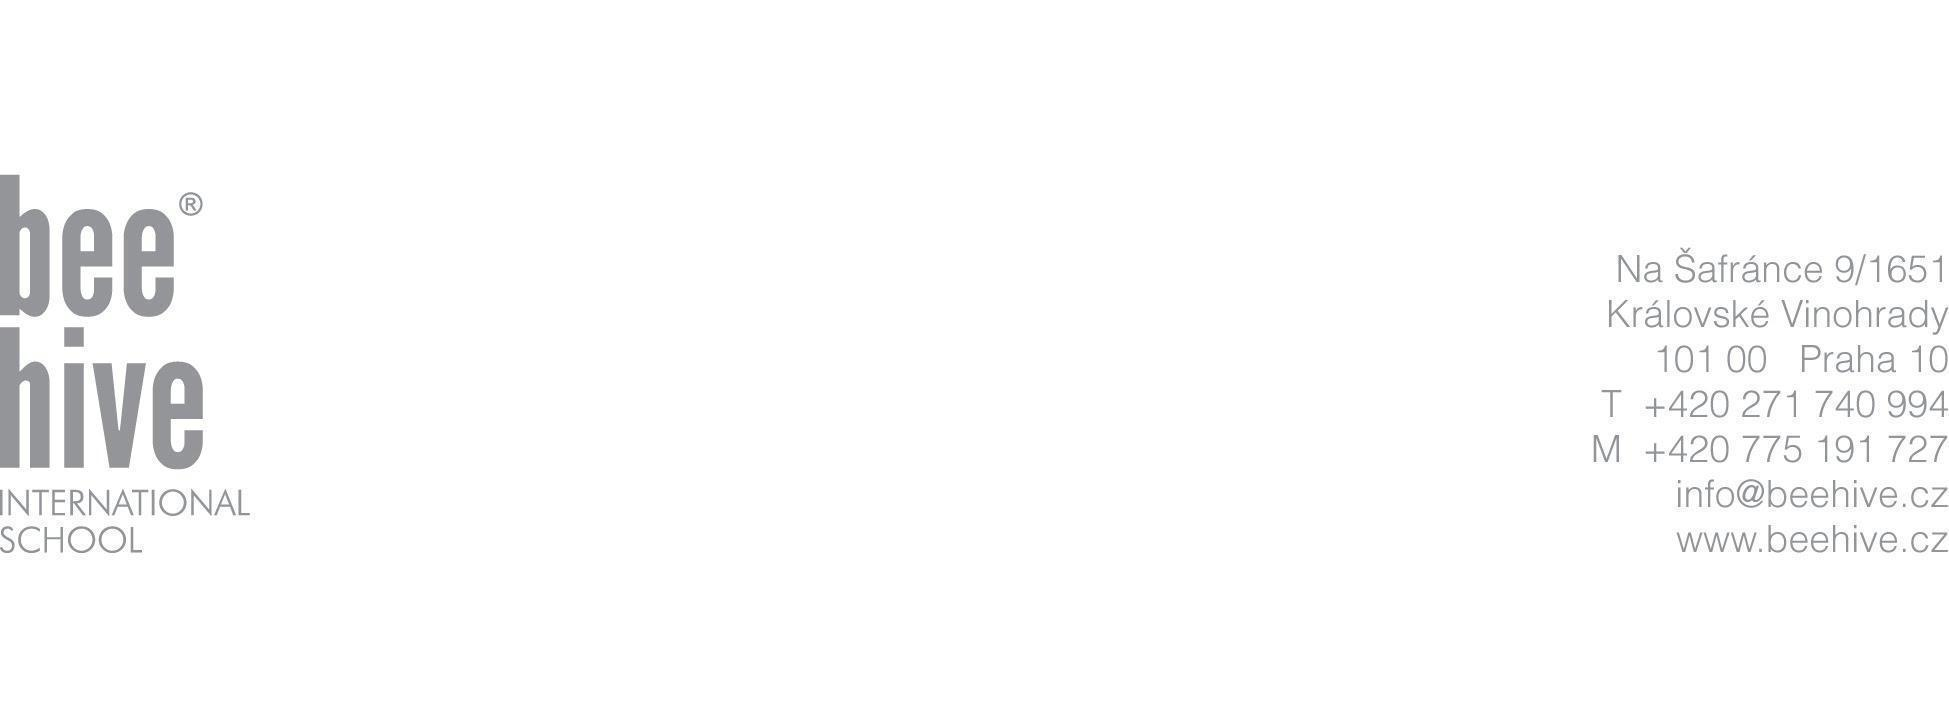 bee®
hive
INTERNATIONAL
SCHOOL
Na Šafránce 9/1651
Královské Vinohrady
101 00 Praha 10
T +420 271 740 994
M +420 775 191 727
info@beehive.cz
www.beehive.cz